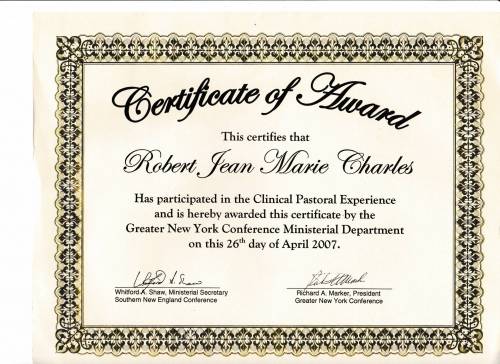 Certificate of Award
This certifies that
Robert Jean Marie Charles
Has participated in the Clinical Pastoral Experience
and is hereby awarded this certificate by the
Greater New York Conference Ministerial Department
on this 26th day of April 2007.
Whitford A. Shaw, Ministerial Secretary
Southern New England Conference
Richard A. Marker, President
Greater New York Conference